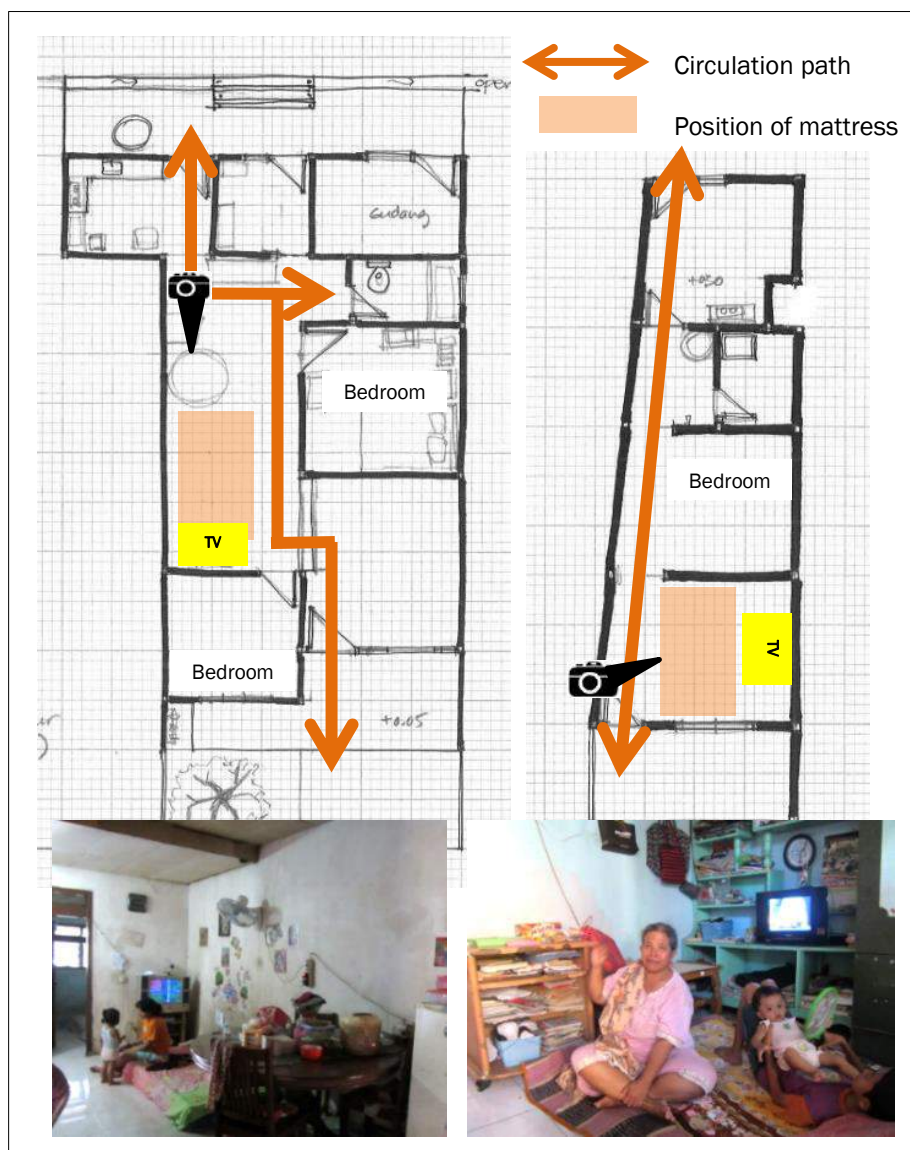 Circulation path
open
Position of mattress
Gudang
+0.50
Bedroom
Bedroom
TV
TV
Bedroom
+0.05